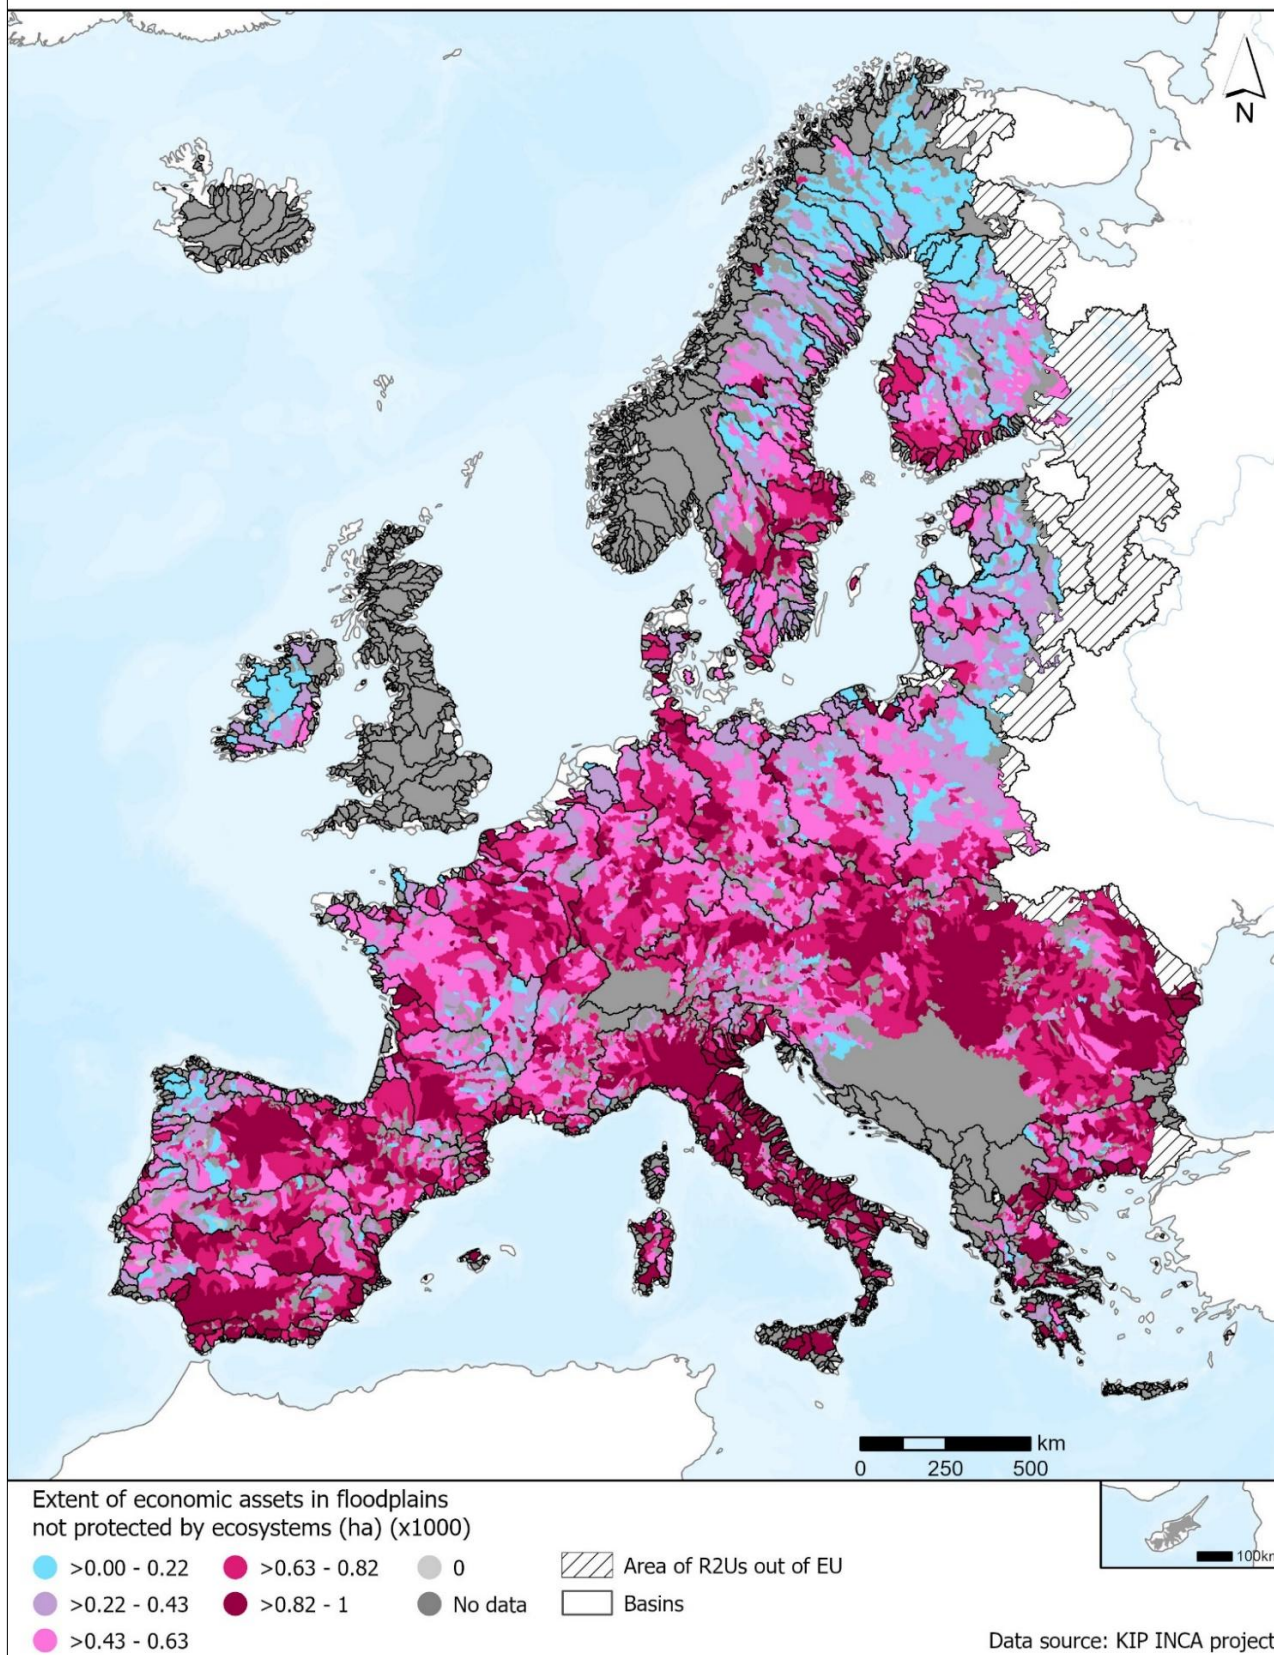 N
km
0 250 500
Extent of economic assets in floodplains
not protected by ecosystems (ha) (x1000)
>0.00 - 0.22 >0.63 - 0.82 0 Area of R2Us out of EU
>0.22 - 0.43 >0.82 - 1 No data Basins
>0.43 - 0.63
100km
Data source: KIP INCA project